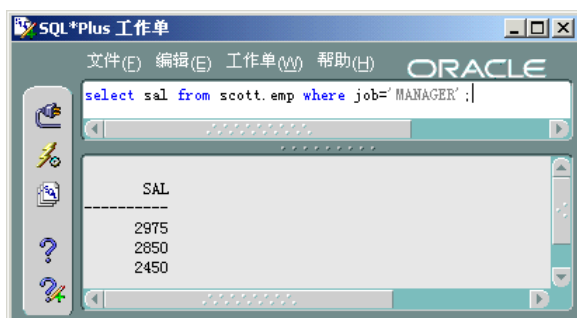 SQL*Plus 工作单
文件(F) 编辑(E) 工作单(W) 帮助(H) ORACLE
select sal from scott.emp where job='MANAGER';
SAL
----------
2975
2850
2450